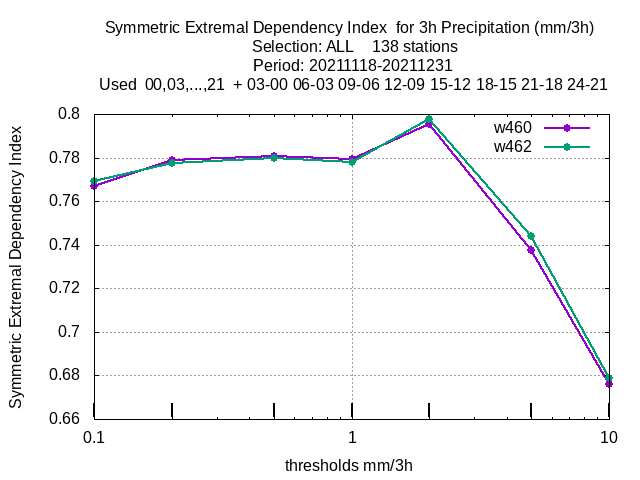 Symmetric Extremal Dependency Index  for 3h Precipitation (mm/3h)
Selection: ALL    138 stations
Period: 20211118-20211231
Used  00,03,...,21  + 03-00 06-03 09-06 12-09 15-12 18-15 21-18 24-21
Symmetric Extremal Dependency Index
0.8
0.78
0.76
0.74
0.72
0.7
0.68
0.66
w460
w462
0.1
1
10
thresholds mm/3h